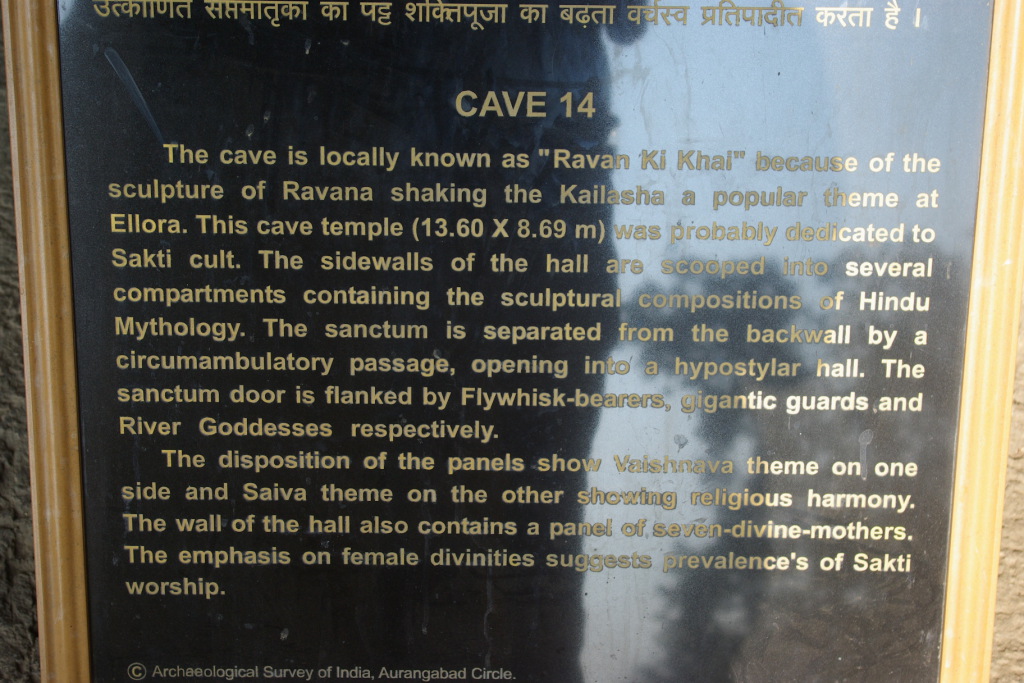 उत्कीर्णित सप्तमातृका का पट्ट शक्तिपूजा का बढ़ता वर्चस्व प्रतिपादीत करता है ।
CAVE 14
The cave is locally known as "Ravan Ki Khai" because of the
sculpture of Ravana shaking the Kailasha a popular theme at
Ellora. This cave temple (13.60 X 8.69 m) was probably dedicated to
Sakti cult. The sidewalls of the hall are scooped into several
compartments containing the sculptural compositions of Hindu
Mythology. The sanctum is separated from the backwall by a
circumambulatory passage, opening into a hypostylar hall. The
sanctum door is flanked by Flywhisk-bearers, gigantic guards and
River Goddesses respectively.
The disposition of the panels show Vaishnava theme on one
side and Saiva theme on the other showing religious harmony.
The wall of the hall also contains a panel of seven-divine-mothers.
The emphasis on female divinities suggests prevalence's of Sakti
worship.
© Archaeological Survey of India, Aurangabad Circle.